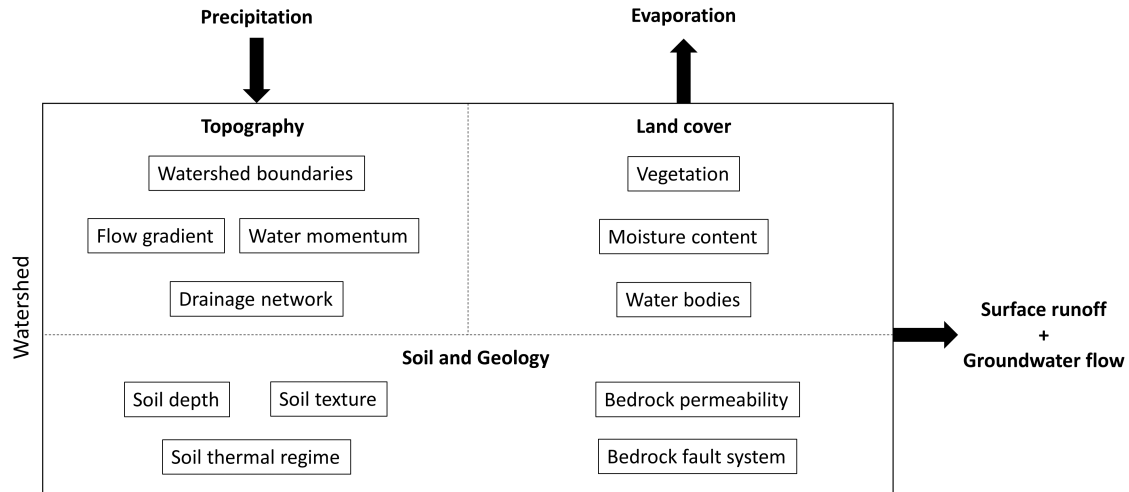 Precipitation
Evaporation
Topography
Land cover
Watershed boundaries
Vegetation
Flow gradient
Water momentum
Moisture content
Drainage network
Water bodies
Watershed
Surface runoff
+
Groundwater flow
Soil and Geology
Soil depth
Soil texture
Bedrock permeability
Soil thermal regime
Bedrock fault system